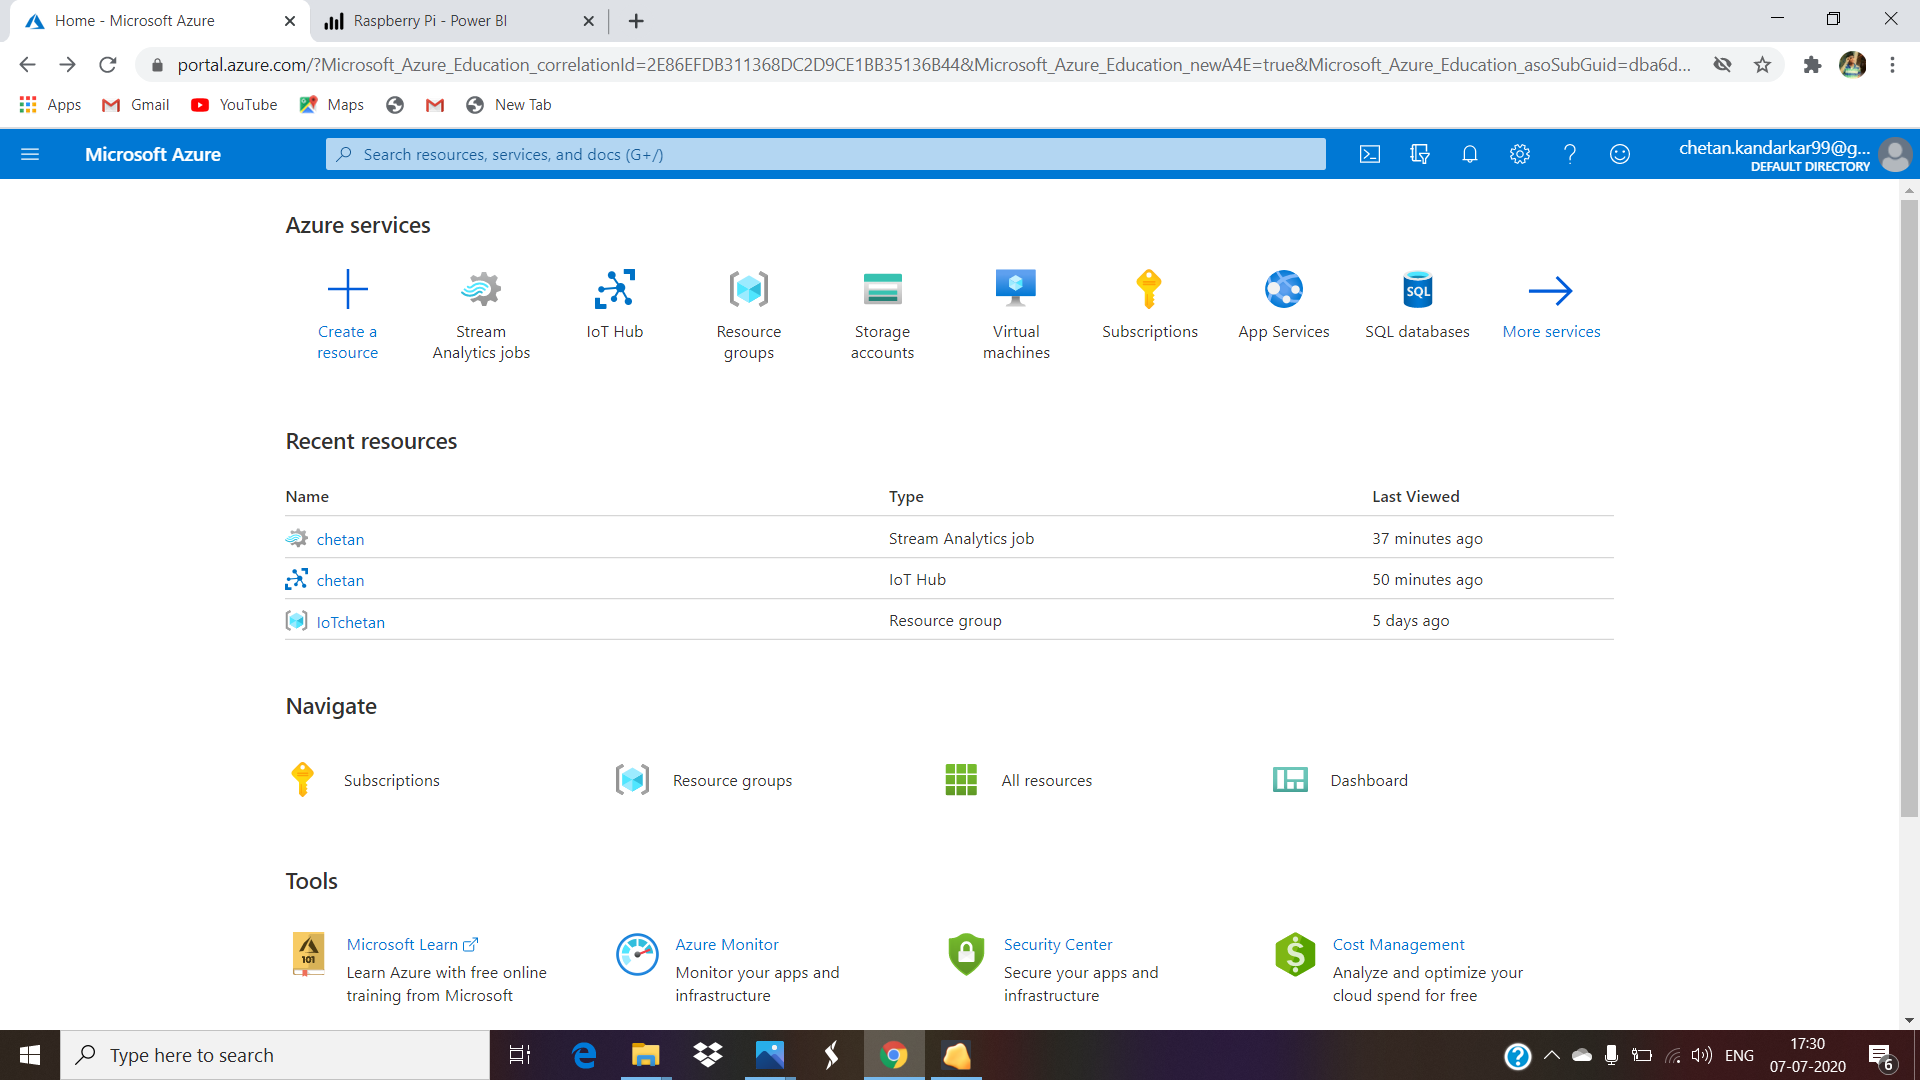 Home - Microsoft Azure
Raspberry Pi - Power BI
portal.azure.com/?Microsoft_Azure_Education_correlationId=2E86EFDB311368DC2D9CE1BB35136B44&Microsoft_Azure_Education_newA4E=true&Microsoft_Azure_Education_asoSubGuid=dba6d...
Apps
Gmail
YouTube
Maps
New Tab
Microsoft Azure
Search resources, services, and docs (G+/)
chetan.kandarkar99@g...
DEFAULT DIRECTORY
Azure services
Create a
resource
Stream
Analytics jobs
IoT Hub
Resource
groups
Storage
accounts
Virtual
machines
Subscriptions
App Services
SQL
SQL databases
More services
Recent resources
Name Type Last Viewed
chetan Stream Analytics job 37 minutes ago
chetan IoT Hub 50 minutes ago
IoTchetan Resource group 5 days ago
Navigate
Subscriptions
Resource groups
All resources
Dashboard
Tools
101
Microsoft Learn
Learn Azure with free online
training from Microsoft
Azure Monitor
Monitor your apps and
infrastructure
Security Center
Secure your apps and
infrastructure
Cost Management
Analyze and optimize your
cloud spend for free
Type here to search
ENG
17:30
07-07-2020
6